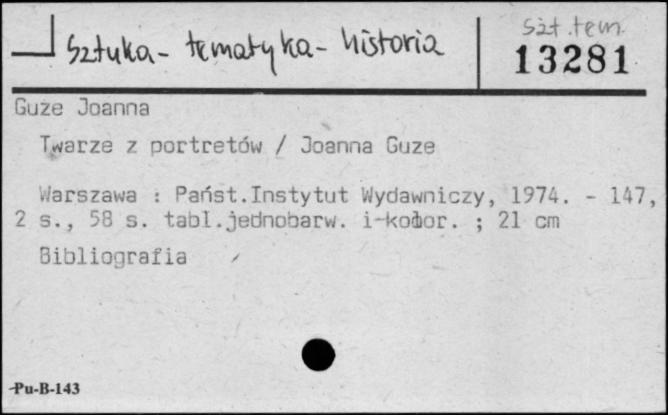 szt. tem.
Sztuka - tematyka - historia
13281
Guze Joanna
Twarze z portretów / Joanna Guze
Warszawa : Państ.Instytut Wydawniczy, 1974. - 147,
2 s., 58 s. tabl.jednobarw. i kolor. ; 21 cm
Bibliografia
Pu-B-143